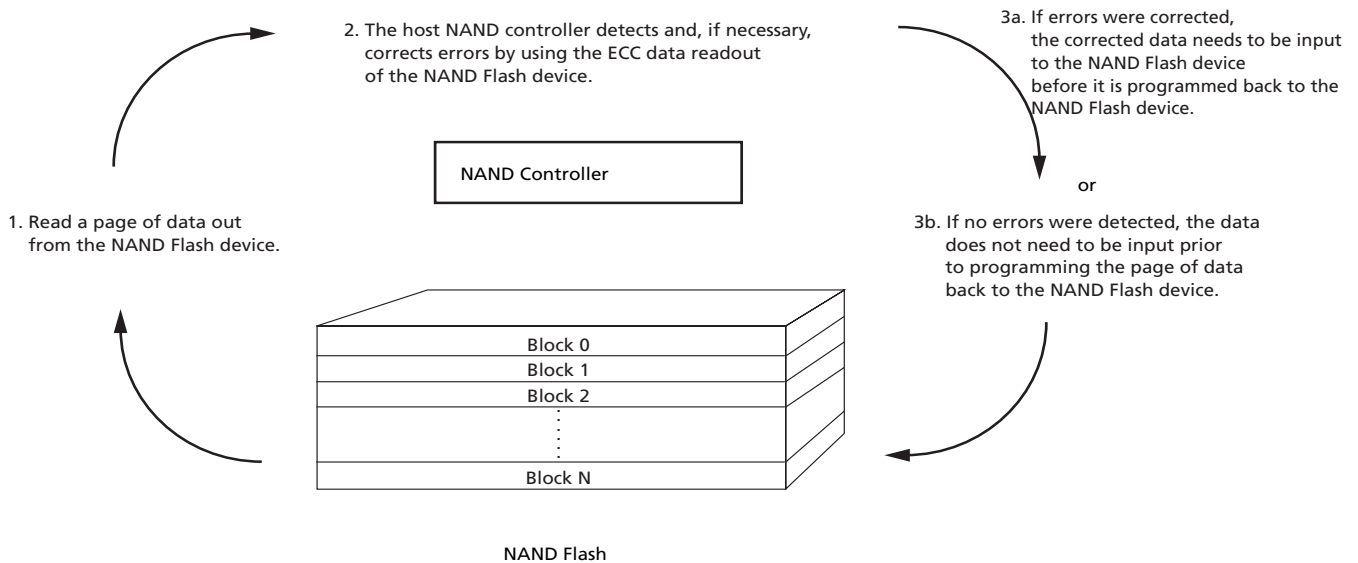 1. Read a page of data out
from the NAND Flash device.
2. The host NAND controller detects and, if necessary,
corrects errors by using the ECC data readout
of the NAND Flash device.
3a. If errors were corrected,
the corrected data needs to be input
to the NAND Flash device
before it is programmed back to the
NAND Flash device.
or
3b. If no errors were detected, the data
does not need to be input prior
to programming the page of data
back to the NAND Flash device.
NAND Controller
Block 0
Block 1
Block 2
Block N
NAND Flash